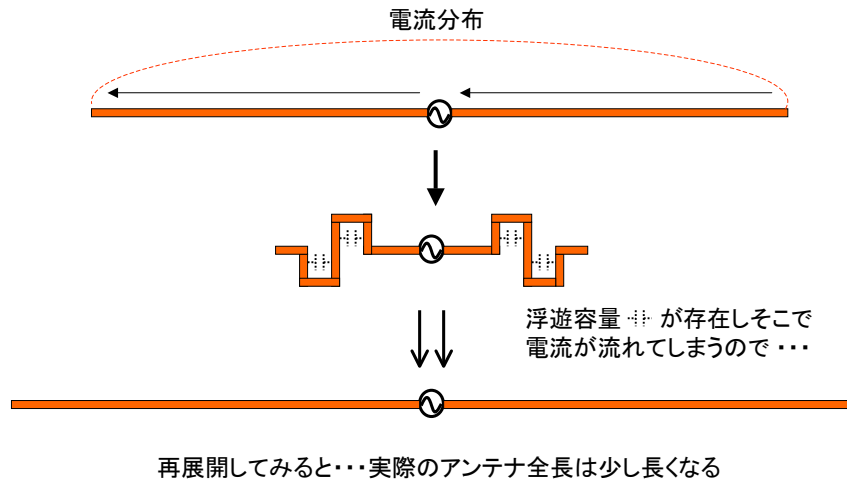 電流分布
浮遊容量 が存在しそこで
電流が流れてしまうので・・・
再展開してみると・・・実際のアンテナ全長は少し長くなる